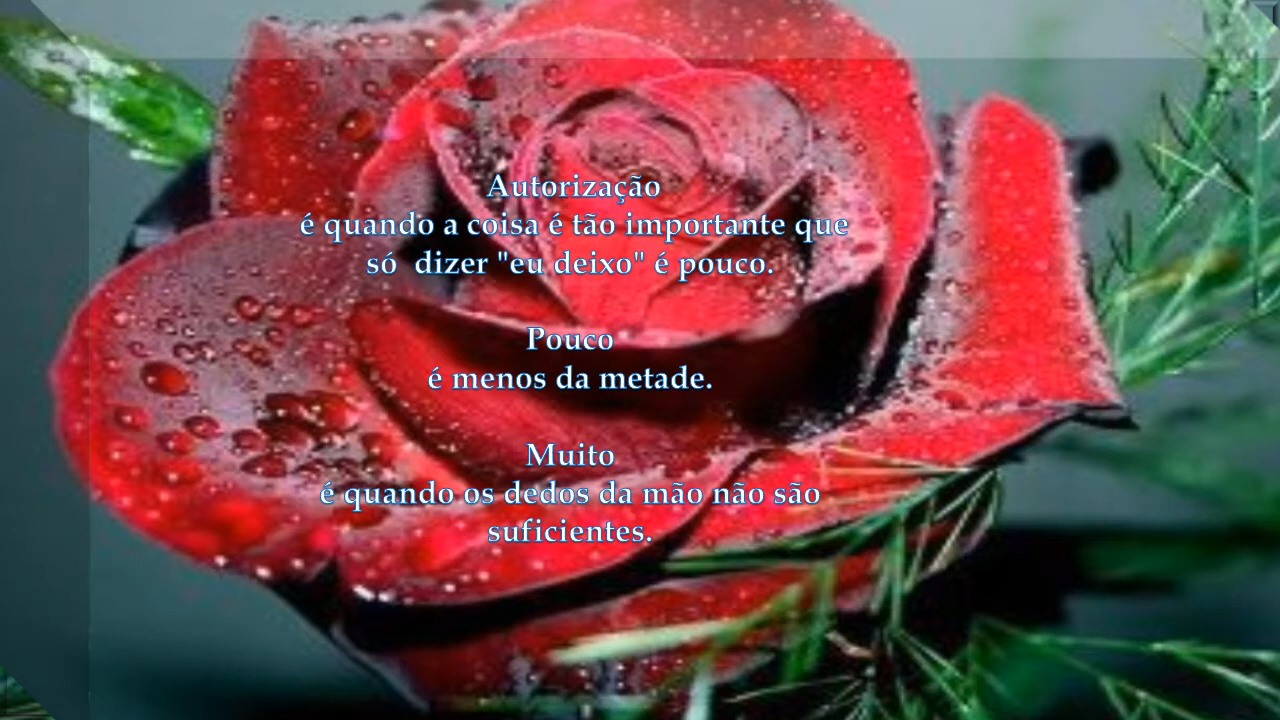 Autorização
é quando a coisa é tão importante que
só  dizer "eu deixo" é pouco.
Pouco
é menos da metade.
Muito
é quando os dedos da mão não são
suficientes.